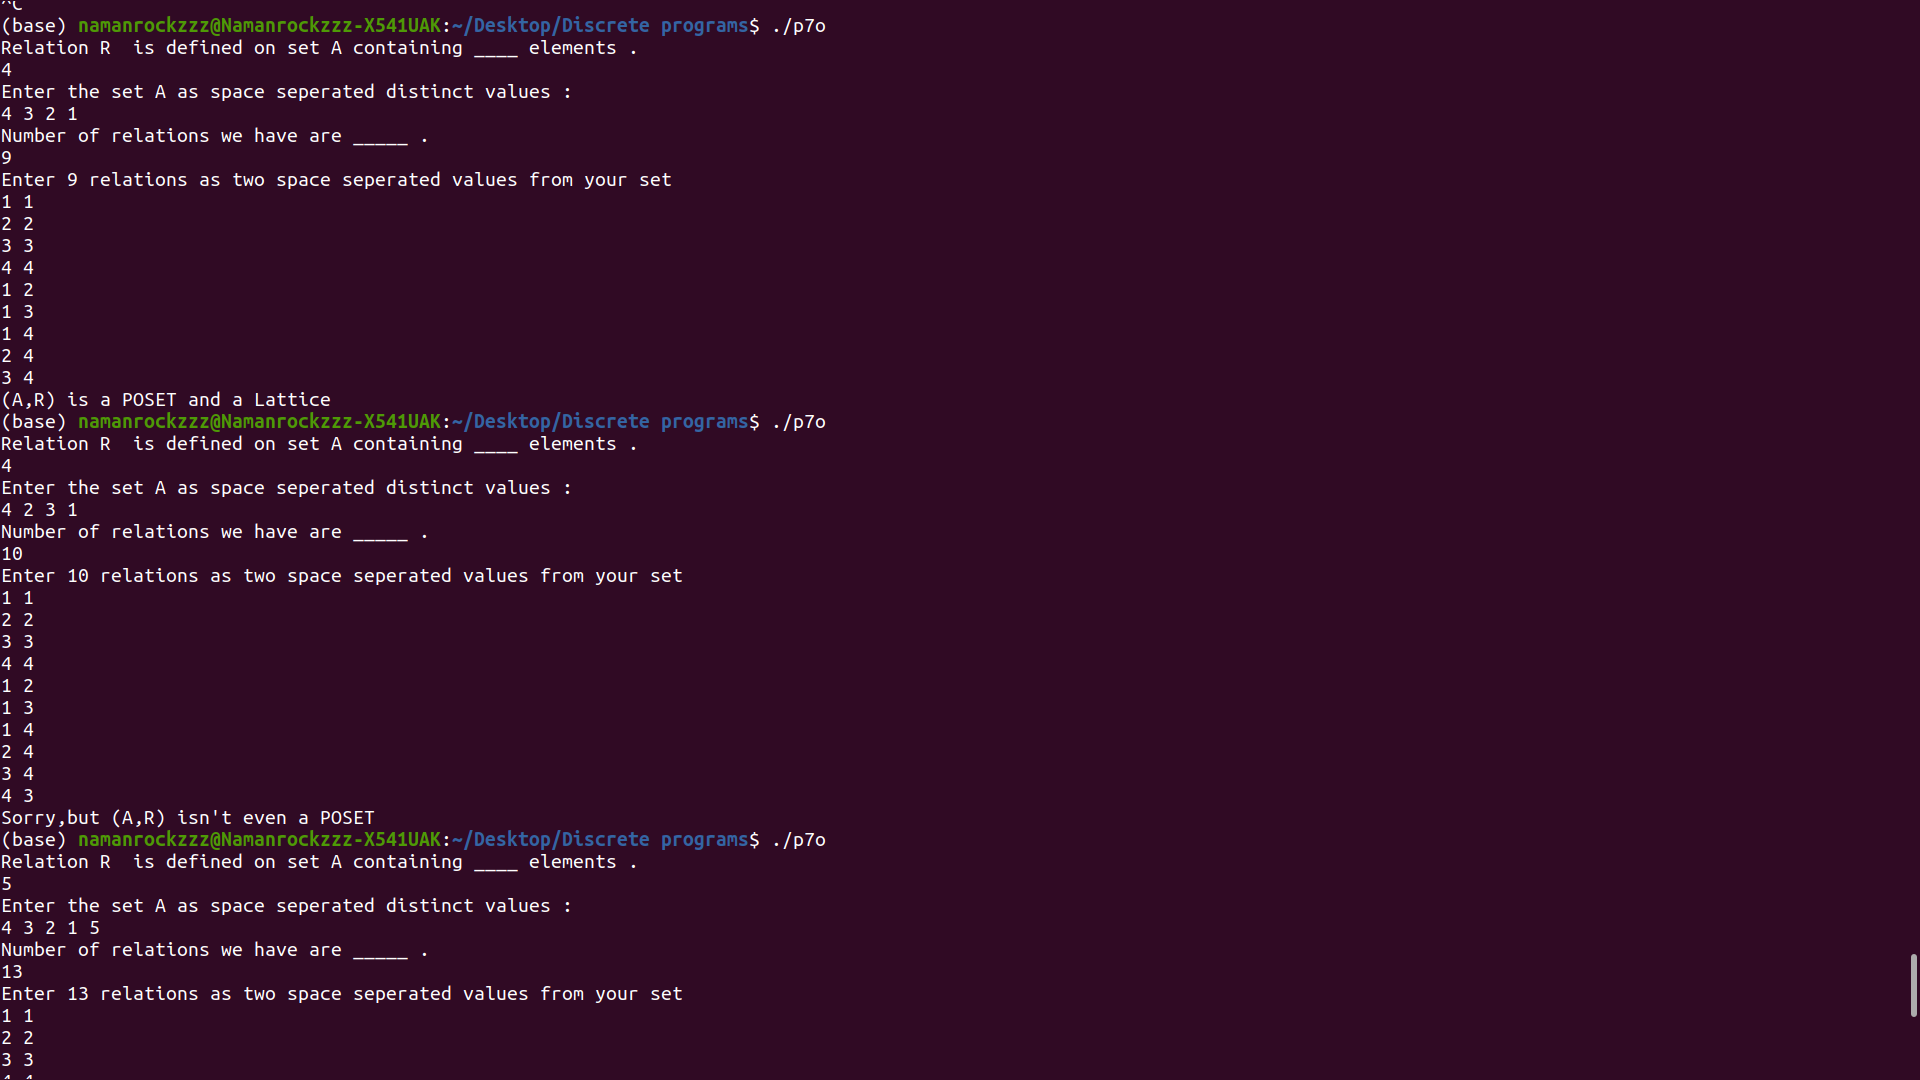 ^C
(base) namanrockzzz@Namanrockzzz-X541UAK:~/Desktop/Discrete programs$ ./p7o
Relation R  is defined on set A containing ____ elements .
4
Enter the set A as space seperated distinct values :
4 3 2 1
Number of relations we have are _____ .
9
Enter 9 relations as two space seperated values from your set
1 1
2 2
3 3
4 4
1 2
1 3
1 4
2 4
3 4
(A,R) is a POSET and a Lattice
(base) namanrockzzz@Namanrockzzz-X541UAK:~/Desktop/Discrete programs$ ./p7o
Relation R  is defined on set A containing ____ elements .
4
Enter the set A as space seperated distinct values :
4 2 3 1
Number of relations we have are _____ .
10
Enter 10 relations as two space seperated values from your set
1 1
2 2
3 3
4 4
1 2
1 3
1 4
2 4
3 4
4 3
Sorry,but (A,R) isn't even a POSET
(base) namanrockzzz@Namanrockzzz-X541UAK:~/Desktop/Discrete programs$ ./p7o
Relation R  is defined on set A containing ____ elements .
5
Enter the set A as space seperated distinct values :
4 3 2 1 5
Number of relations we have are _____ .
13
Enter 13 relations as two space seperated values from your set
1 1
2 2
3 3